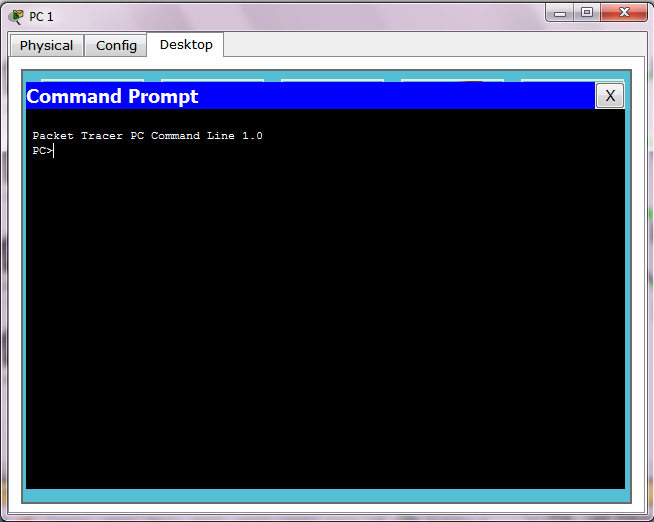 PC 1
Physical
Config
Desktop
Command Prompt
X
Packet Tracer PC Command Line 1.0
PC>